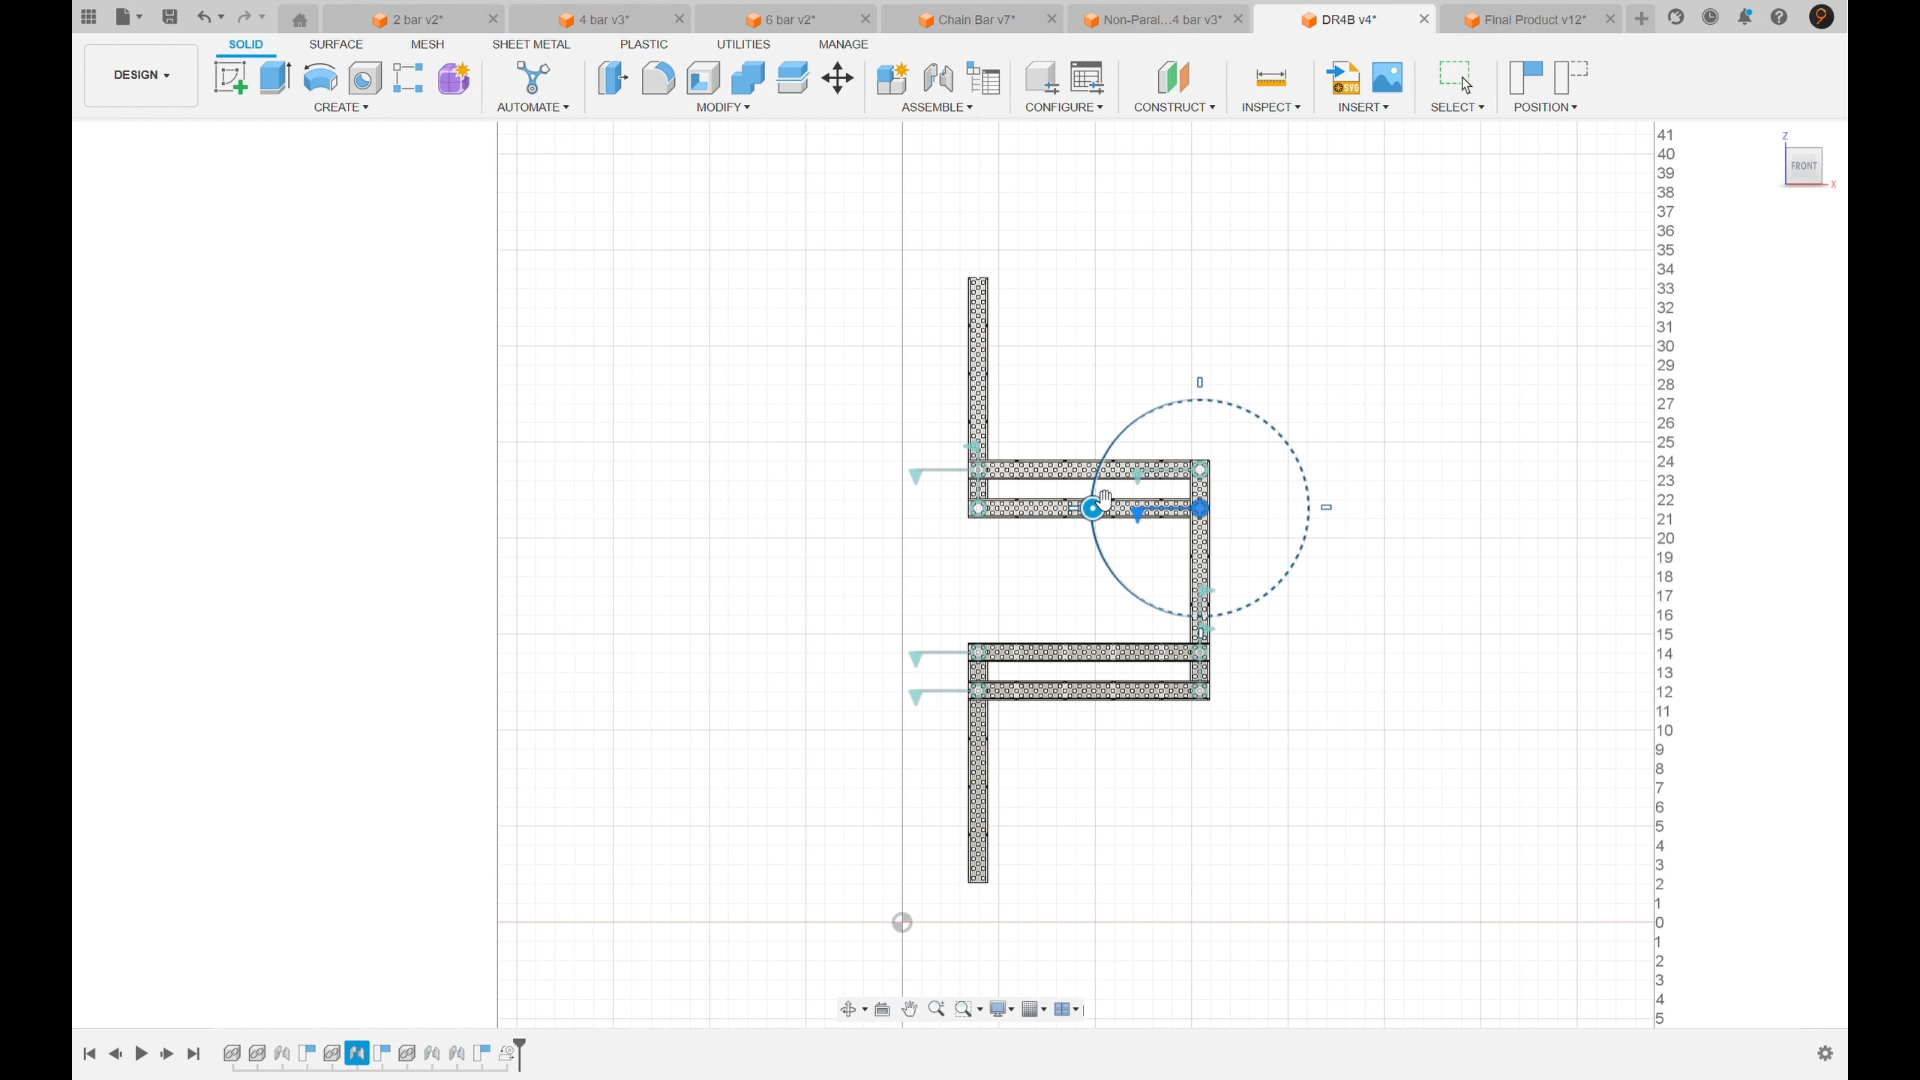 2 bar v2*
4 bar v3*
6 bar v2*
Chain Bar v7*
Non-Paral...4 bar v3*
DR4B v4*
Final Product v12*
9
SOLID
SURFACE
MESH
SHEET METAL
PLASTIC
UTILITIES
MANAGE
DESIGN
SVG
CREATE
AUTOMATE
MODIFY
ASSEMBLE
CONFIGURE
CONSTRUCT
INSPECT
INSERT
SELECT
POSITION
Z
FRONT
X
41
40
39
38
37
36
35
34
33
32
31
30
29
28
27
26
25
24
23
22
21
20
19
18
17
16
15
14
13
12
11
10
9
8
7
6
5
4
3
2
1
0
1
2
3
4
5